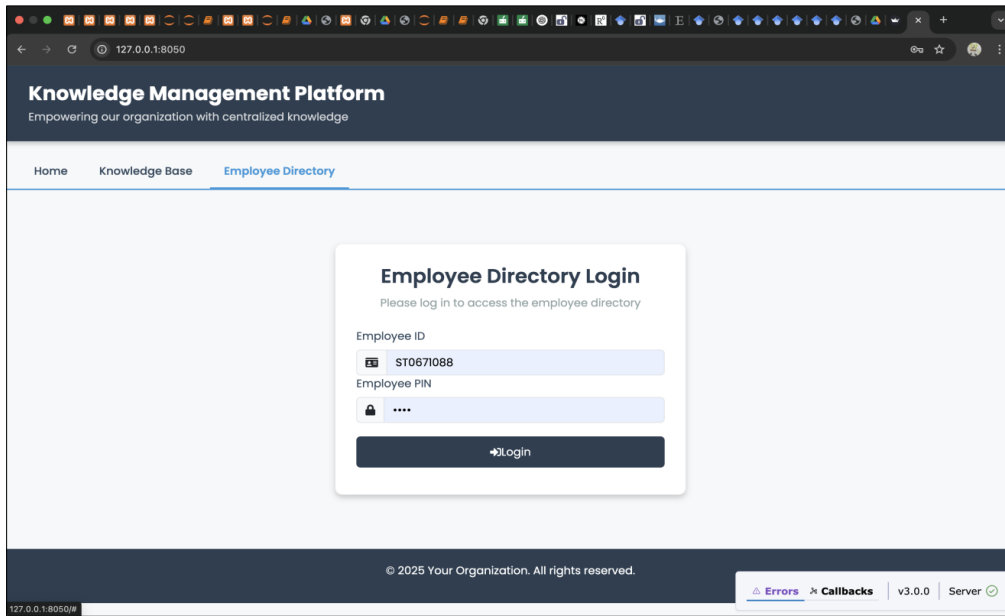 127.0.0.1:8050
Knowledge Management Platform
Empowering our organization with centralized knowledge
Home Knowledge Base Employee Directory
Employee Directory Login
Please log in to access the employee directory
Employee ID
ST0671088
Employee PIN
••••
Login
© 2025 Your Organization. All rights reserved.
Errors Callbacks v3.0.0 Server
127.0.0.1:8050/#